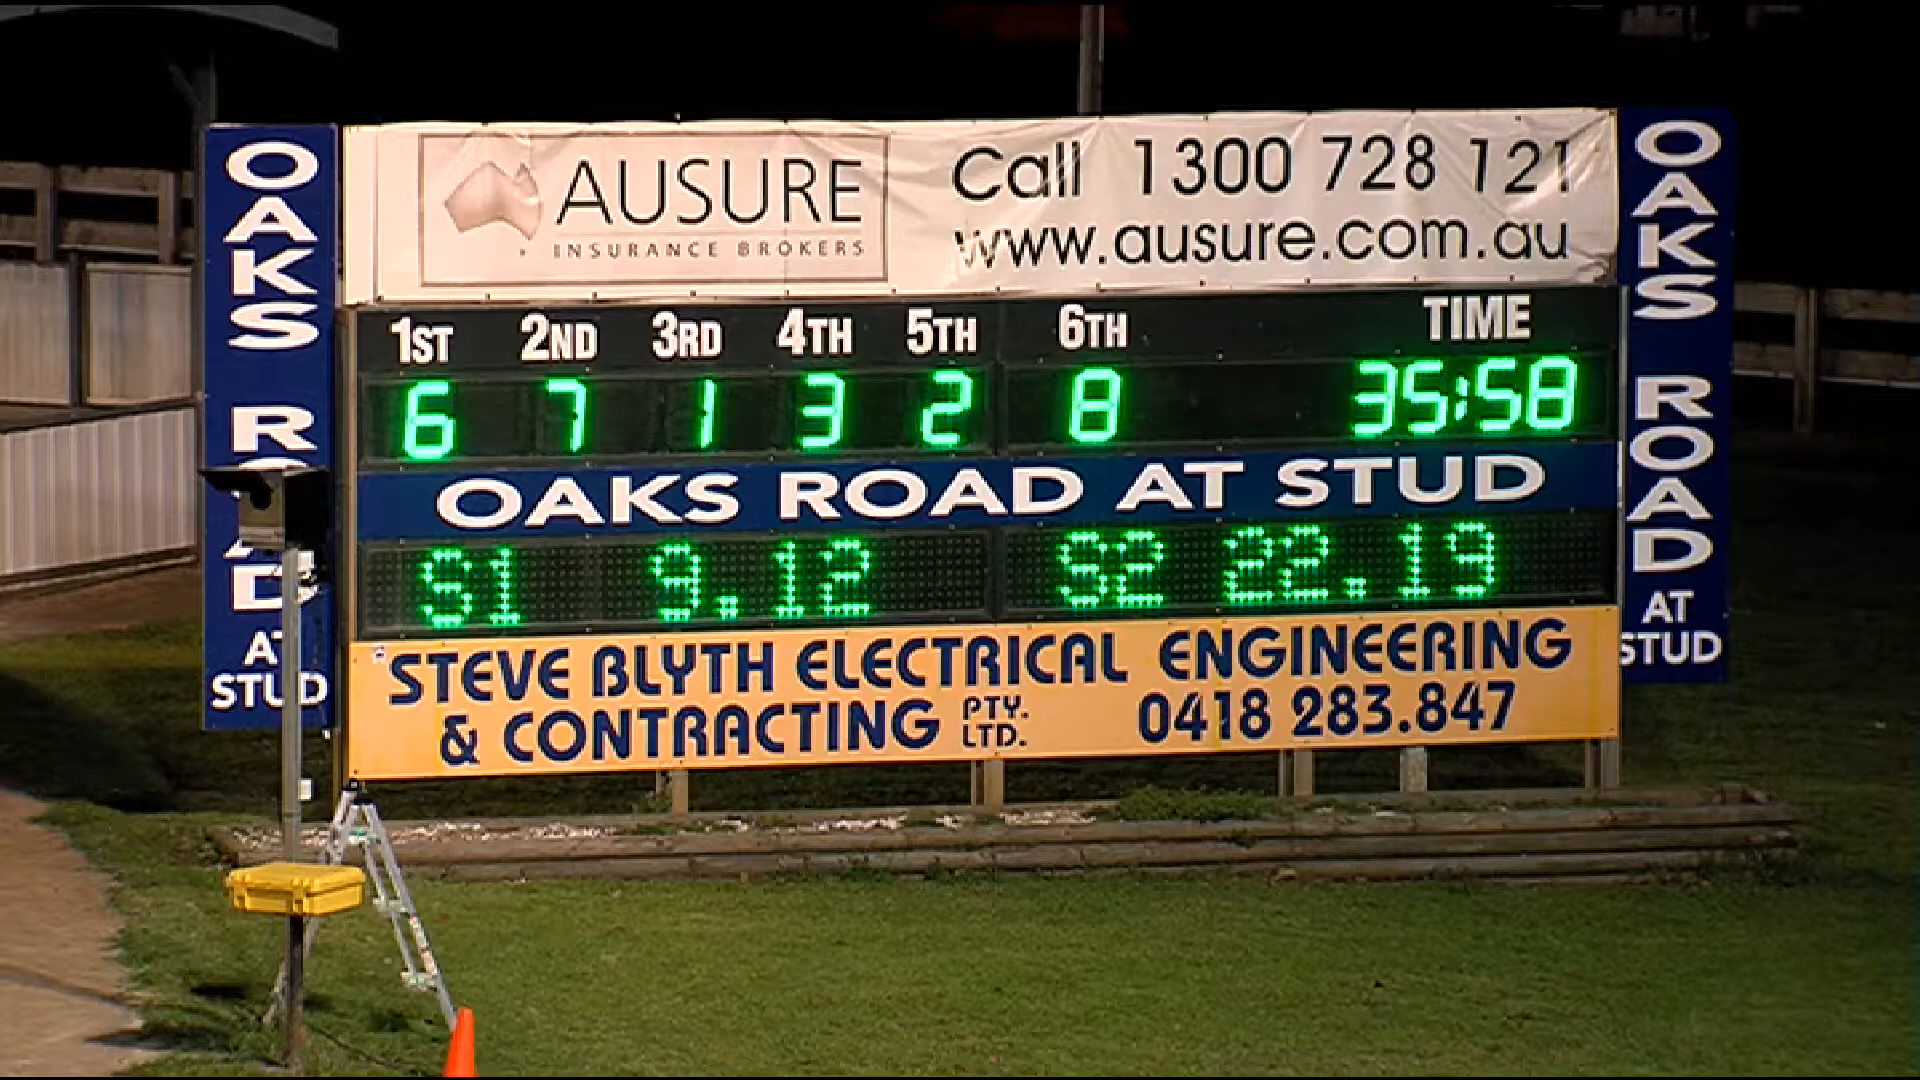 OAKS ROAD AT STUD
AUSURE
INSURANCE BROKERS
Call 1300 728 121
www.ausure.com.au
1ST 2ND 3RD 4TH 5TH 6TH TIME
6 7 1 3 2 8 35:58
OAKS ROAD AT STUD
S1 9.12 S2 22.19
STEVE BLYTH ELECTRICAL ENGINEERING
& CONTRACTING PTY. LTD. 0418 283.847
OAKS ROAD AT STUD